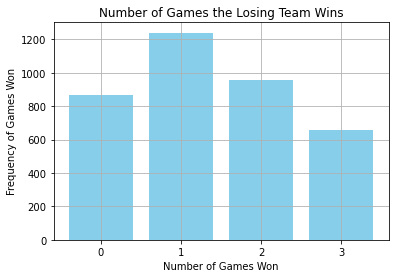 Number of Games the Losing Team Wins
Frequency of Games Won
1200
1000
800
600
400
200
0
0 1 2 3
Number of Games Won